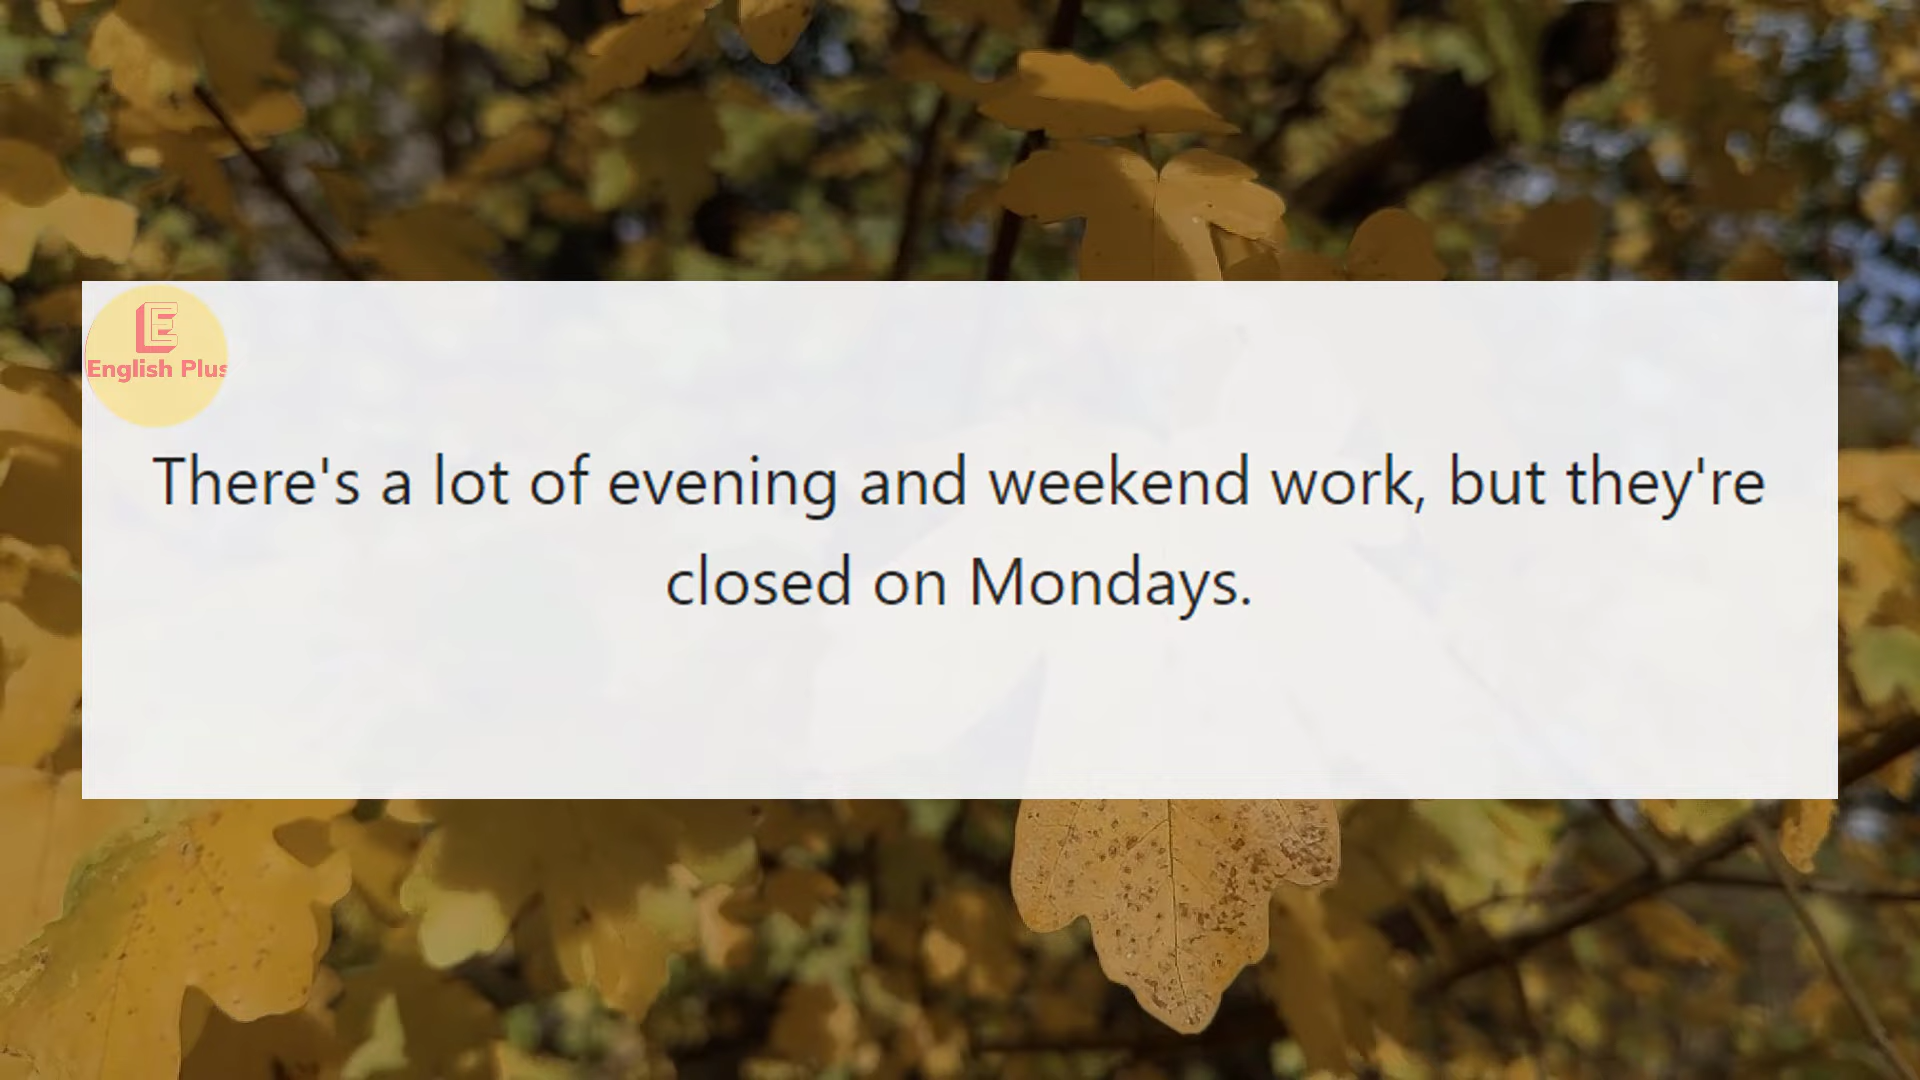 E
English Plus
There's a lot of evening and weekend work, but they're
closed on Mondays.